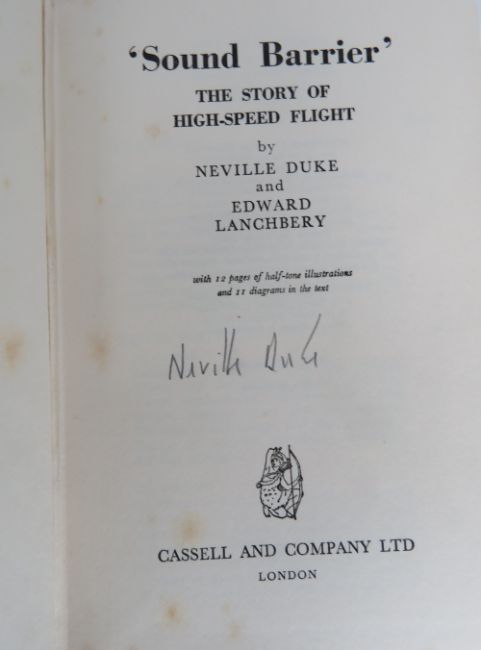 ‘Sound Barrier’
THE STORY OF
HIGH-SPEED FLIGHT
by
NEVILLE DUKE
and
EDWARD
LANCHBERY
with 12 pages of half-tone illustrations
and 11 diagrams in the text
Neville Duke
CASSELL AND COMPANY LTD
LONDON